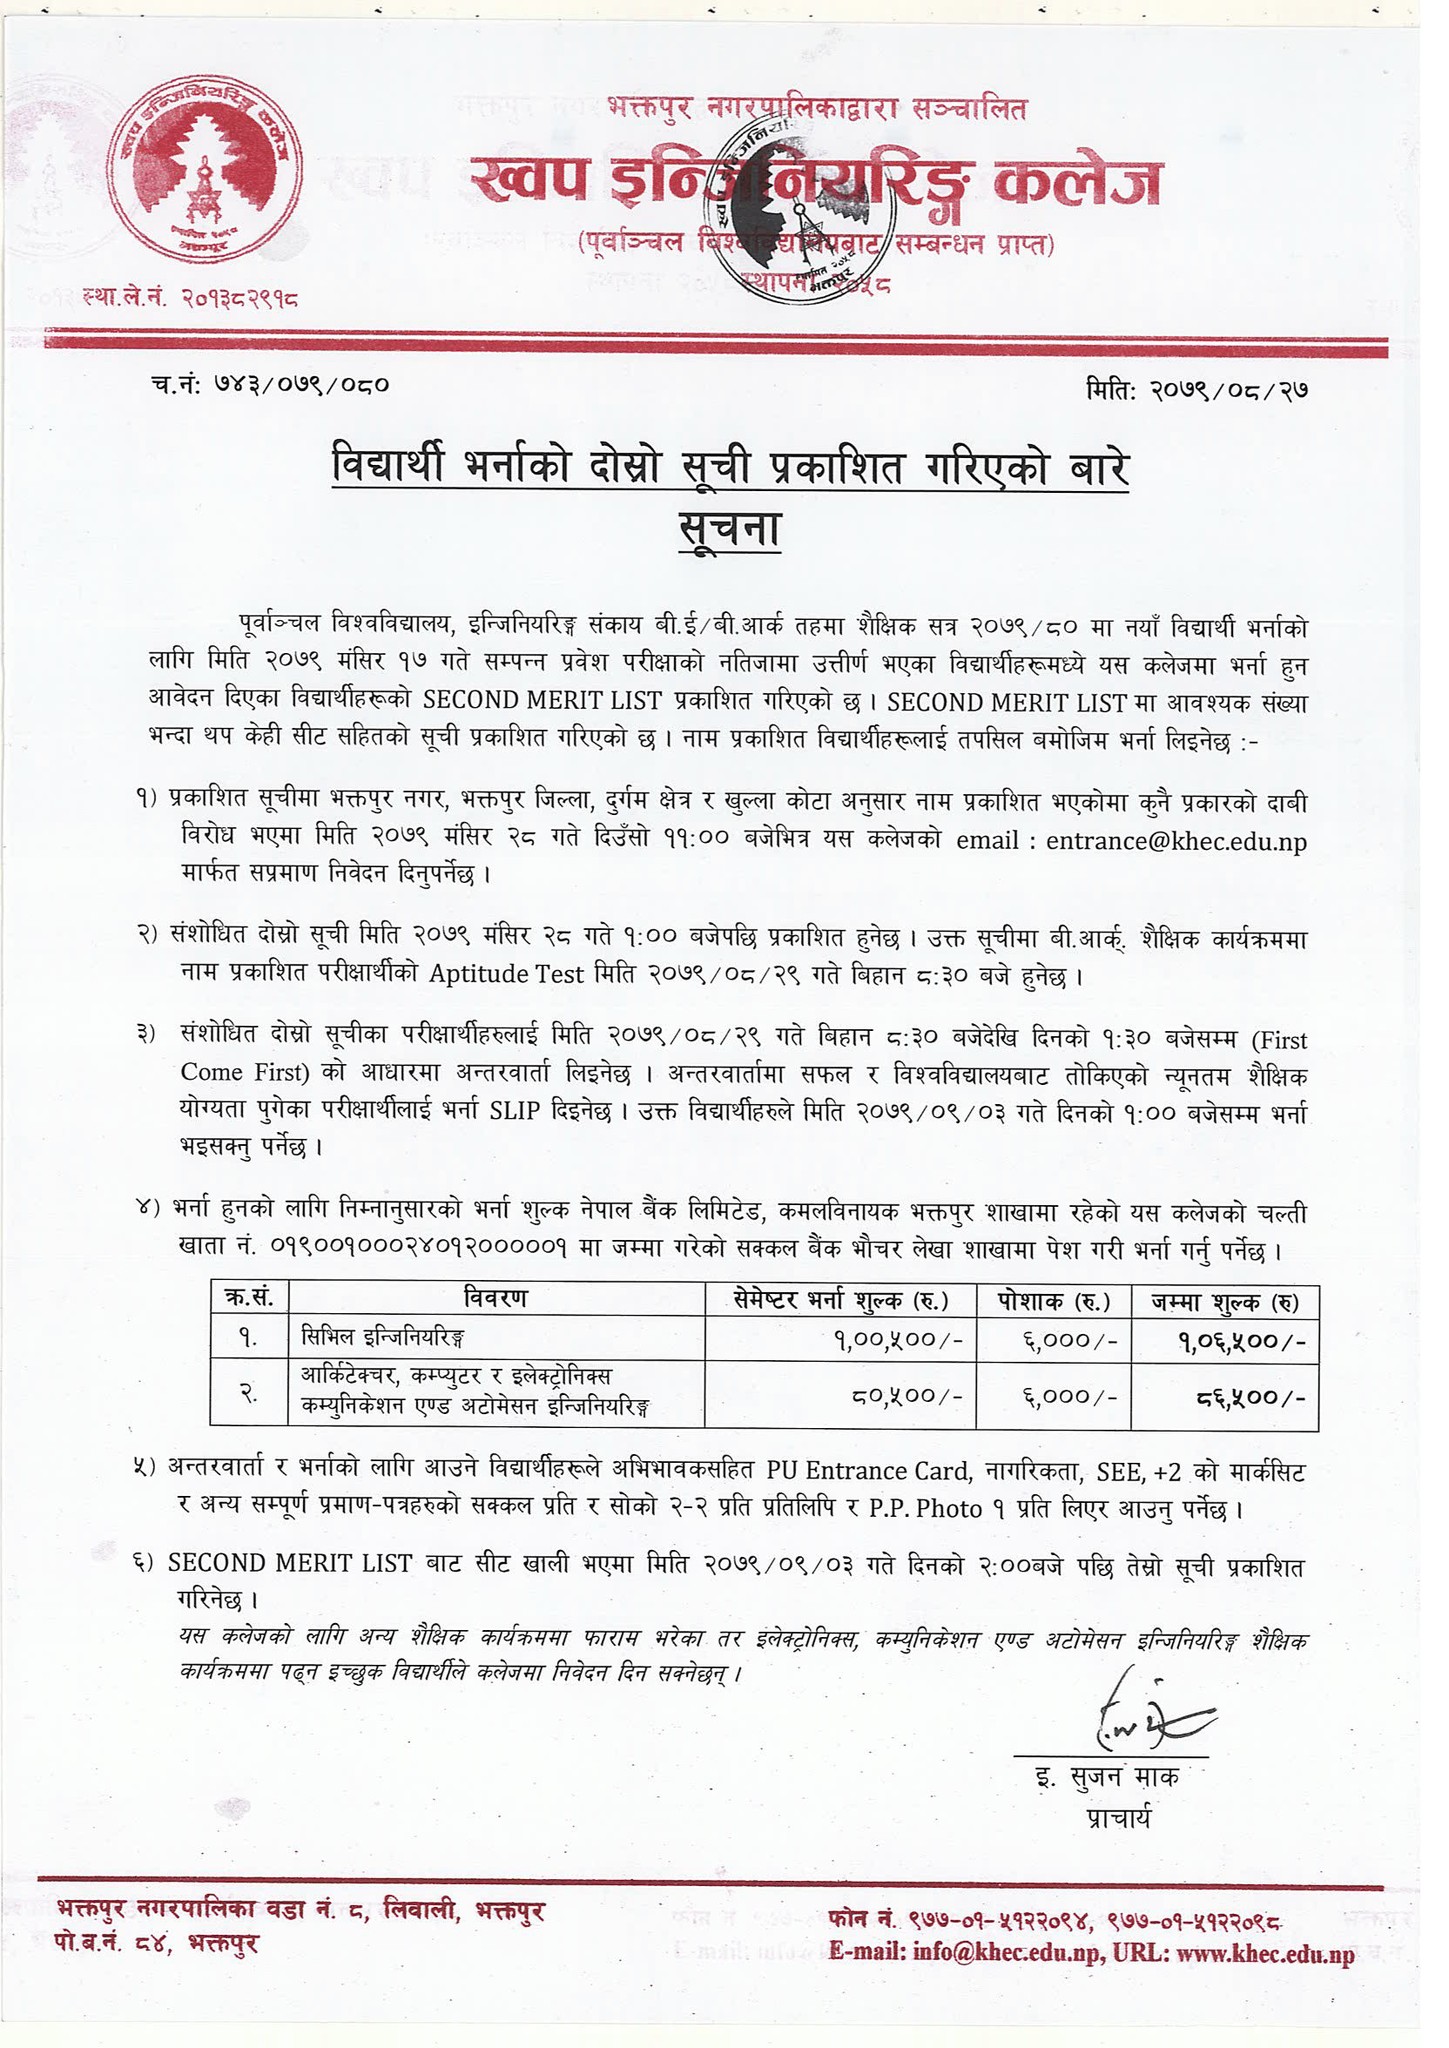 भक्तपुर नगरपालिकाद्वारा सञ्चालित
ख्वप इन्जिनियरिङ्ग कलेज
(पूर्वाञ्चल विश्वविद्यालयबाट सम्बन्धन प्राप्त)
स्थापना २०५८
स्था.ले.नं. २०१३८२९१८
च.नं: ७४३/०७९/०८०
मिति: २०७९/०८/२७
विद्यार्थी भर्नाको दोस्रो सूची प्रकाशित गरिएको बारे
सूचना
पूर्वाञ्चल विश्वविद्यालय, इन्जिनियरिङ्ग संकाय बी.ई/बी.आर्क तहमा शैक्षिक सत्र २०७९/८० मा नयाँ विद्यार्थी भर्नाको
लागि मिति २०७९ मंसिर १७ गते सम्पन्न प्रवेश परीक्षाको नतिजामा उत्तीर्ण भएका विद्यार्थीहरूमध्ये यस कलेजमा भर्ना हुन
आवेदन दिएका विद्यार्थीहरूको SECOND MERIT LIST प्रकाशित गरिएको छ । SECOND MERIT LIST मा आवश्यक संख्या
भन्दा थप केही सीट सहितको सूची प्रकाशित गरिएको छ । नाम प्रकाशित विद्यार्थीहरूलाई तपसिल बमोजिम भर्ना लिइनेछ :-
१) प्रकाशित सूचीमा भक्तपुर नगर, भक्तपुर जिल्ला, दुर्गम क्षेत्र र खुल्ला कोटा अनुसार नाम प्रकाशित भएकोमा कुनै प्रकारको दाबी
विरोध भएमा मिति २०७९ मंसिर २८ गते दिउँसो ११:०० बजेभित्र यस कलेजको email : entrance@khec.edu.np
मार्फत सप्रमाण निवेदन दिनुपर्नेछ ।
२) संशोधित दोस्रो सूची मिति २०७९ मंसिर २८ गते १:०० बजेपछि प्रकाशित हुनेछ । उक्त सूचीमा बी.आर्क्. शैक्षिक कार्यक्रममा
नाम प्रकाशित परीक्षार्थीको Aptitude Test मिति २०७९/०८/२९ गते बिहान ८:३० बजे हुनेछ ।
३) संशोधित दोस्रो सूचीका परीक्षार्थीहरुलाई मिति २०७९/०८/२९ गते बिहान ८:३० बजेदेखि दिनको १:३० बजेसम्म (First
Come First) को आधारमा अन्तरवार्ता लिइनेछ । अन्तरवार्तामा सफल र विश्वविद्यालयबाट तोकिएको न्यूनतम शैक्षिक
योग्यता पुगेका परीक्षार्थीलाई भर्ना SLIP दिइनेछ । उक्त विद्यार्थीहरुले मिति २०७९/०९/०३ गते दिनको १:०० बजेसम्म भर्ना
भइसक्नु पर्नेछ ।
४) भर्ना हुनको लागि निम्नानुसारको भर्ना शुल्क नेपाल बैंक लिमिटेड, कमलविनायक भक्तपुर शाखामा रहेको यस कलेजको चल्ती
खाता नं. ०१९००१०००२४०१२००००००१ मा जम्मा गरेको सक्कल बैंक भौचर लेखा शाखामा पेश गरी भर्ना गर्नु पर्नेछ ।
क्र.सं. विवरण सेमेष्टर भर्ना शुल्क (रु.) पोशाक (रु.) जम्मा शुल्क (रु)
१. सिभिल इन्जिनियरिङ्ग १,००,५००/- ६,०००/- १,०६,५००/-
आर्किटेक्चर, कम्प्युटर र इलेक्ट्रोनिक्स
२. कम्युनिकेशन एण्ड अटोमेसन इन्जिनियरिङ्ग ८०,५००/- ६,०००/- ८६,५००/-
५) अन्तरवार्ता र भर्नाको लागि आउने विद्यार्थीहरूले अभिभावकसहित PU Entrance Card, नागरिकता, SEE, +2 को मार्कसिट
र अन्य सम्पूर्ण प्रमाण-पत्रहरुको सक्कल प्रति र सोको २-२ प्रति प्रतिलिपि र P.P. Photo १ प्रति लिएर आउनु पर्नेछ ।
६) SECOND MERIT LIST बाट सीट खाली भएमा मिति २०७९/०९/०३ गते दिनको २:००बजे पछि तेस्रो सूची प्रकाशित
गरिनेछ ।
यस कलेजको लागि अन्य शैक्षिक कार्यक्रममा फाराम भरेका तर इलेक्ट्रोनिक्स, कम्युनिकेशन एण्ड अटोमेसन इन्जिनियरिङ्ग शैक्षिक
कार्यक्रममा पढ्न इच्छुक विद्यार्थीले कलेजमा निवेदन दिन सक्नेछन् ।
इ. सुजन माक
प्राचार्य
भक्तपुर नगरपालिका वडा नं. ८, लिवाली, भक्तपुर
पो.ब.नं. ८४, भक्तपुर
फोन नं. ९७७-०१-५१२२०९४, ९७७-०१-५१२२०९८
E-mail: info@khec.edu.np, URL: www.khec.edu.np